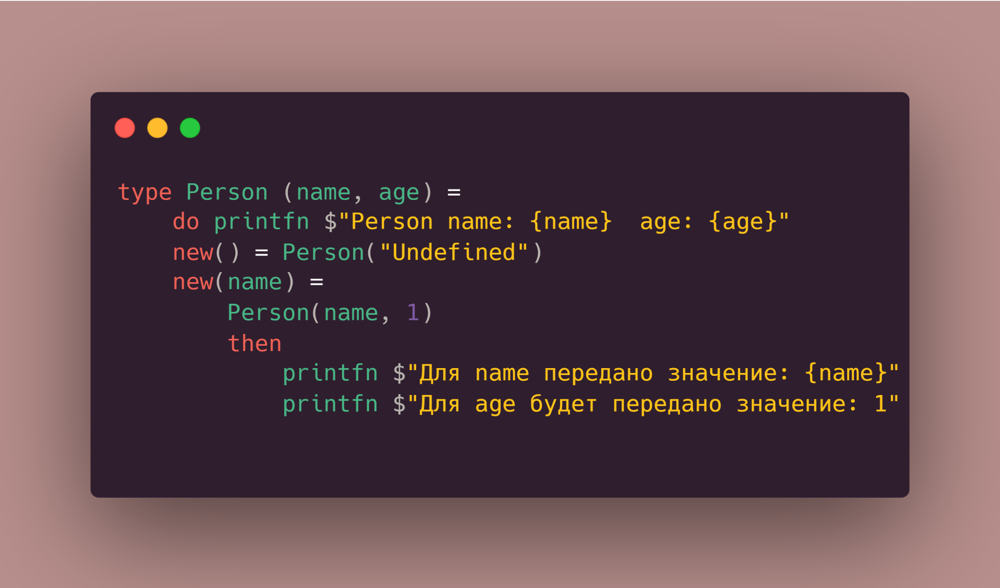 type Person (name, age) =
    do printfn $"Person name: {name}  age: {age}"
    new() = Person("Undefined")
    new(name) =
        Person(name, 1)
        then
            printfn $"Для name передано значение: {name}"
            printfn $"Для age будет передано значение: 1"